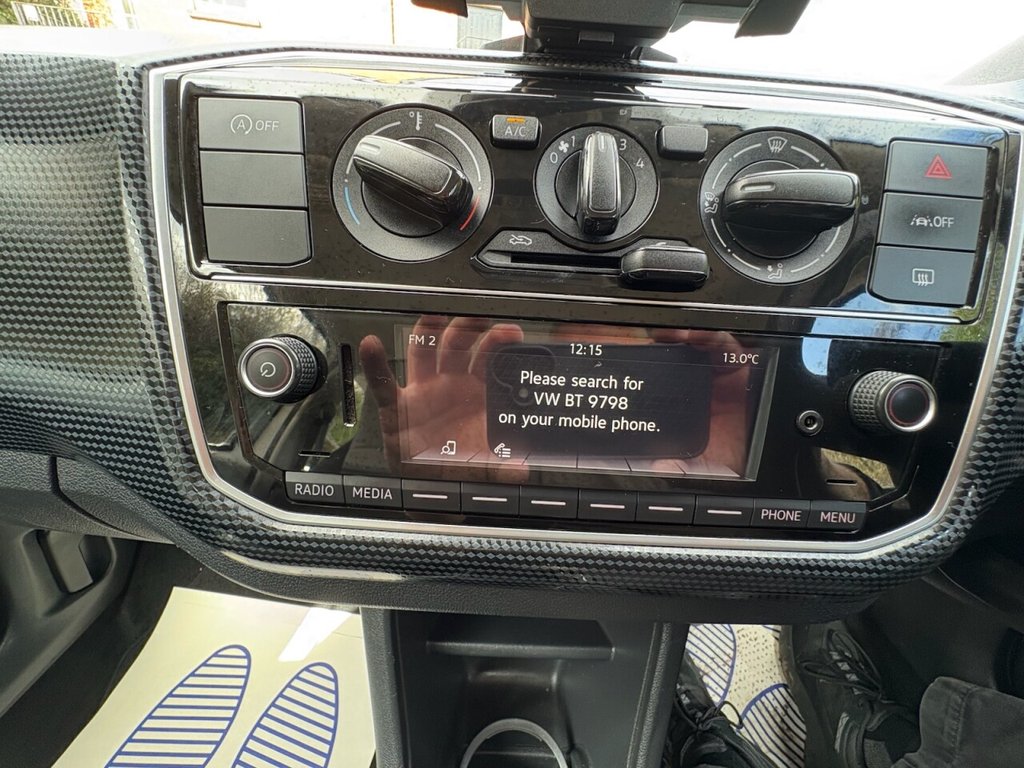 A OFF
A/C
0
3
4
OFF
FM 2
12:15
13.0°C
Please search for
VW BT 9798
on your mobile phone.
RADIO
MEDIA
PHONE
MENU